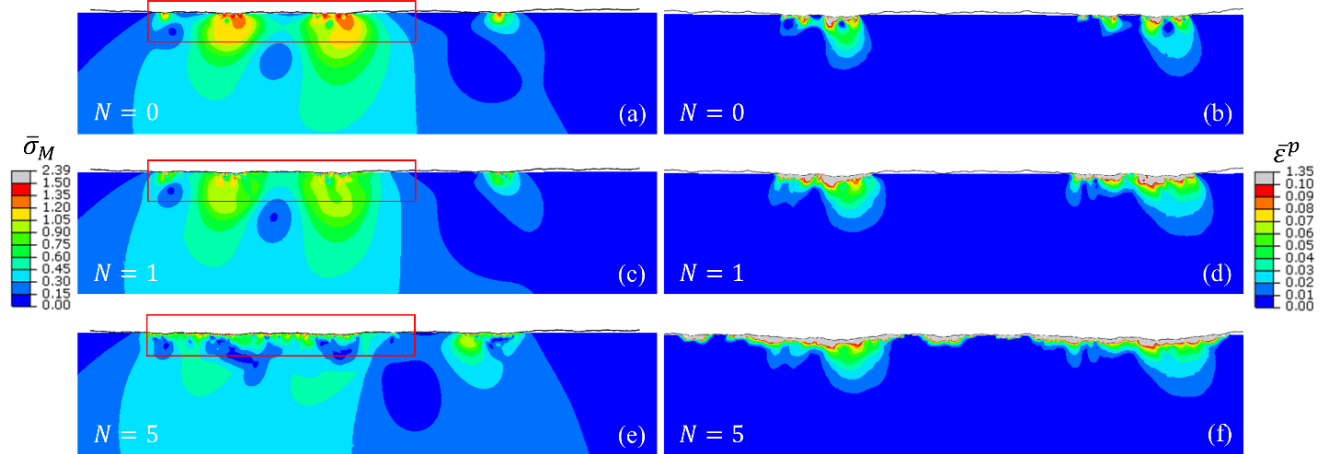 N = 0
(a)
N = 0
(b)
σ̄_M
2.39
1.50
1.35
1.20
1.05
0.90
0.75
0.60
0.45
0.30
0.15
0.00
N = 1
(c)
N = 1
(d)
ε̄^p
1.35
0.10
0.09
0.08
0.07
0.06
0.05
0.04
0.03
0.02
0.01
0.00
N = 5
(e)
N = 5
(f)